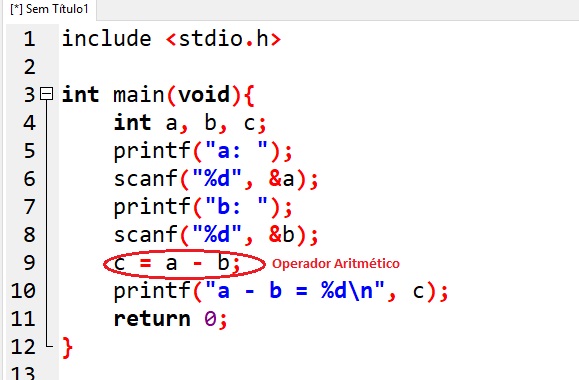 [*] Sem Título1
1 include <stdio.h>
2
3 int main(void){
4 int a, b, c;
5 printf("a: ");
6 scanf("%d", &a);
7 printf("b: ");
8 scanf("%d", &b);
9 c = a - b; Operador Aritmético
10 printf("a - b = %d\n", c);
11 return 0;
12 }
13